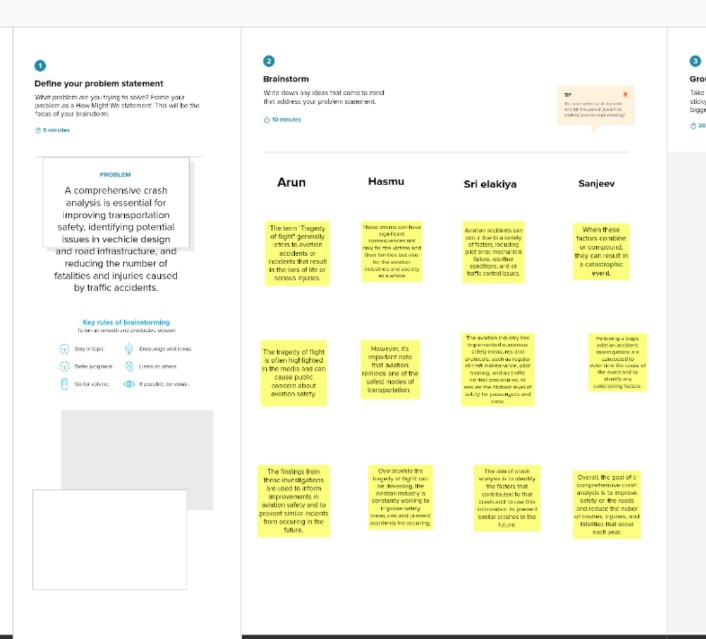 1
Define your problem statement
What problem are you trying to solve? Frame your
problem as a How Might We statement. This will be the
focus of your brainstorm.
5 minutes
PROBLEM
A comprehensive crash
analysis is essential for
improving transportation
safety, identifying potential
issues in vechicle design
and road infrastructure, and
reducing the number of
fatalities and injuries caused
by traffic accidents.
Key rules of brainstorming
To run an smooth and productive session
Stay in topic.
Encourage wild ideas.
Defer judgment.
Listen to others.
Go for volume.
If possible, be visual.
2
Brainstorm
Write down any ideas that come to mind
that address your problem statement.
10 minutes
TIP
Arun
Hasmu
Sri elakiya
Sanjeev
The term "Tragedy
of flight" generally
refers to aviation
accidents or
incidents that result
in the loss of life or
serious injuries.
These events can have
significant
consequences not
only for the victims and
their families but also
for the aviation
industries and society
as a whole.
Aviation accidents can
occur due to a variety
of factors, including
pilot error, mechanical
failure, weather
conditions, and air
traffic control issues.
When these
factors combine
or compound,
they can result in
a catastrophic
event.
The tragedy of flight
is often highlighted
in the media and can
cause public
concern about
aviation safety.
However, it's
important note
that aviation
reminds one of the
safest modes of
transportation.
The aviation industry has
implemented numerous
safety measures and
protocols, such as regular
aircraft maintenance, pilot
training, and air traffic
control procedures, to
ensure the highest level of
safety for passengers and
crew.
Following a tragic
aviation accident
investigations are
conducted to
determine the cause of
the event and to
identify any
contributing factors.
The findings from
these investigations
are used to inform
improvements in
aviation safety and to
prevent similar incidents
from occuring in the
future.
Overall, while the
tragedy of flight can
be devasting, the
aviation industry is
constantly working to
improve safety
measures and prevent
accidents fro occuring.
The aim of crash
analysis is to identify
the factors that
contributed to that
crash and to use this
information to prevent
similar crashes in the
future.
Overall, the goal of a
comprehensive crash
analysis is to improve
safety on the roads
and reduce the nuber
of crashes, injuries, and
fatalities that occur
each year.
3
Take